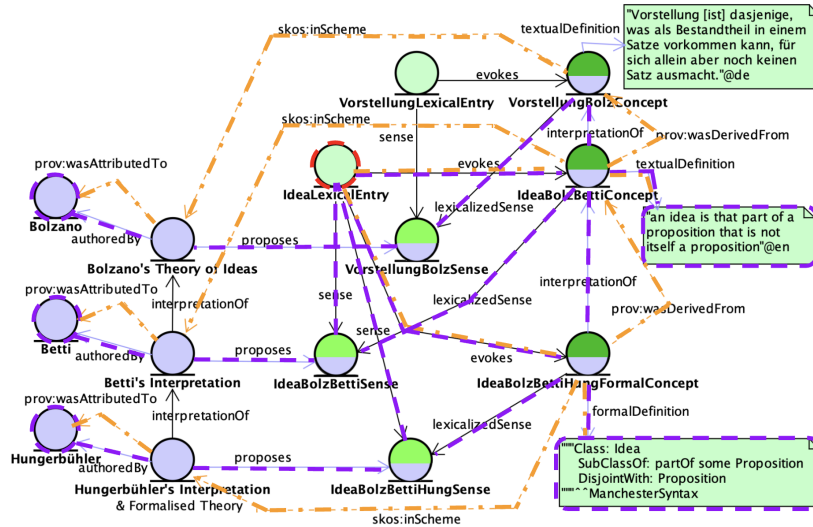 "Vorstellung [ist] dasjenige,
was als Bestandtheil in einem
Satze vorkommen kann, für
sich allein aber noch keinen
Satz ausmacht."@de
textualDefinition
skos:inScheme
evokes
VorstellungLexicalEntry
VorstellungBolzConcept
skos:inScheme
sense
interpretationOf
prov:wasDerivedFrom
prov:wasAttributedTo
evokes
textualDefinition
IdeaLexicalEntry
IdeaBolzBettiConcept
Bolzano
authoredBy
proposes
lexicalizedSense
"an idea is that part of a
proposition that is not
itself a proposition"@en
Bolzano's Theory of Ideas
VorstellungBolzSense
prov:wasAttributedTo
interpretationOf
sense
lexicalizedSense
interpretationOf
prov:wasDerivedFrom
sense
Betti
authoredBy
proposes
evokes
Betti's Interpretation
IdeaBolzBettiSense
IdeaBolzBettiHungFormalConcept
prov:wasAttributedTo
interpretationOf
lexicalizedSense
formalDefinition
Hungerbühler
authoredBy
proposes
Hungerbühler's Interpretation
& Formalised Theory
IdeaBolzBettiHungSense
"""Class: Idea
SubClassOf: partOf some Proposition
DisjointWith: Proposition
"""^^ManchesterSyntax
skos:inScheme